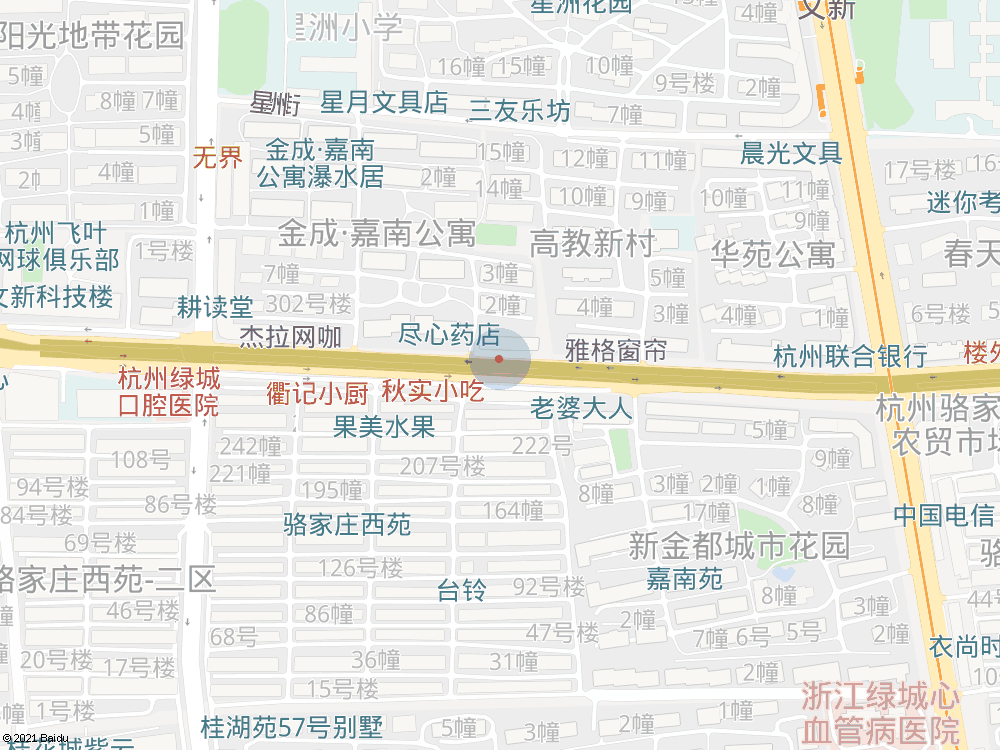 星洲花园
文新
4幢
阳光地带花园
星洲小学
16幢
15幢
10幢
9号楼
2幢
5幢
8幢
7幢
4幢
星洲街
星月文具店
三友乐坊
7幢
3幢
5幢
无界
金成·嘉南
公寓瀑水居
15幢
12幢
11幢
晨光文具
17号楼
16
4幢
2幢
14幢
10幢
9幢
10幢
11幢
迷你考
2幢
1幢
杭州飞叶
网球俱乐部
1号楼
金成·嘉南公寓
高教新村
9幢
华苑公寓
春天
7幢
3幢
5幢
4幢
文新科技楼
耕读堂
302号楼
2幢
4幢
6号楼
5
杰拉网咖
尽心药店
雅格窗帘
杭州联合银行
楼外
心
杭州绿城
口腔医院
衢记小厨
秋实小吃
老婆大人
杭州骆家
农贸市场
果美水果
5幢
242幢
222号
108号
221幢
207号楼
9幢
94号楼
195幢
8幢
3幢
2幢
1幢
8幢
86号楼
84号楼
164幢
17幢
中国电信
骆家庄西苑
69号楼
新金都城市花园
骆
126号楼
骆家庄西苑-二区
台铃
92号楼
嘉南苑
8幢
44号
46号楼
86幢
3幢
2幢
68号
47号楼
7幢
6号
5号
2幢
衣尚时
20号楼
17号楼
36幢
31幢
2幢
10
15号楼
浙江绿城心
血管病医院
1号楼
桂湖苑57号别墅
5幢
2幢
1幢
桂花城紫云
© 2021 Baidu